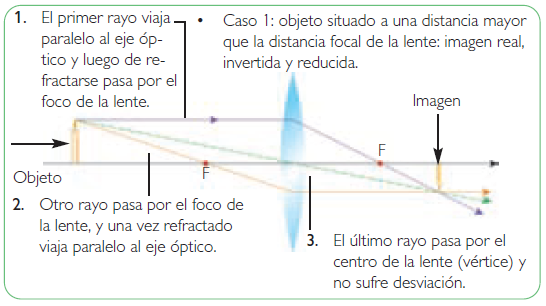 1. El primer rayo viaja
paralelo al eje óp-
tico y luego de re-
fractarse pasa por el
foco de la lente.
• Caso 1: objeto situado a una distancia mayor
que la distancia focal de la lente: imagen real,
invertida y reducida.
Imagen
F
F
Objeto
2. Otro rayo pasa por el foco de
la lente, y una vez refractado
viaja paralelo al eje óptico.
3. El último rayo pasa por el
centro de la lente (vértice) y
no sufre desviación.